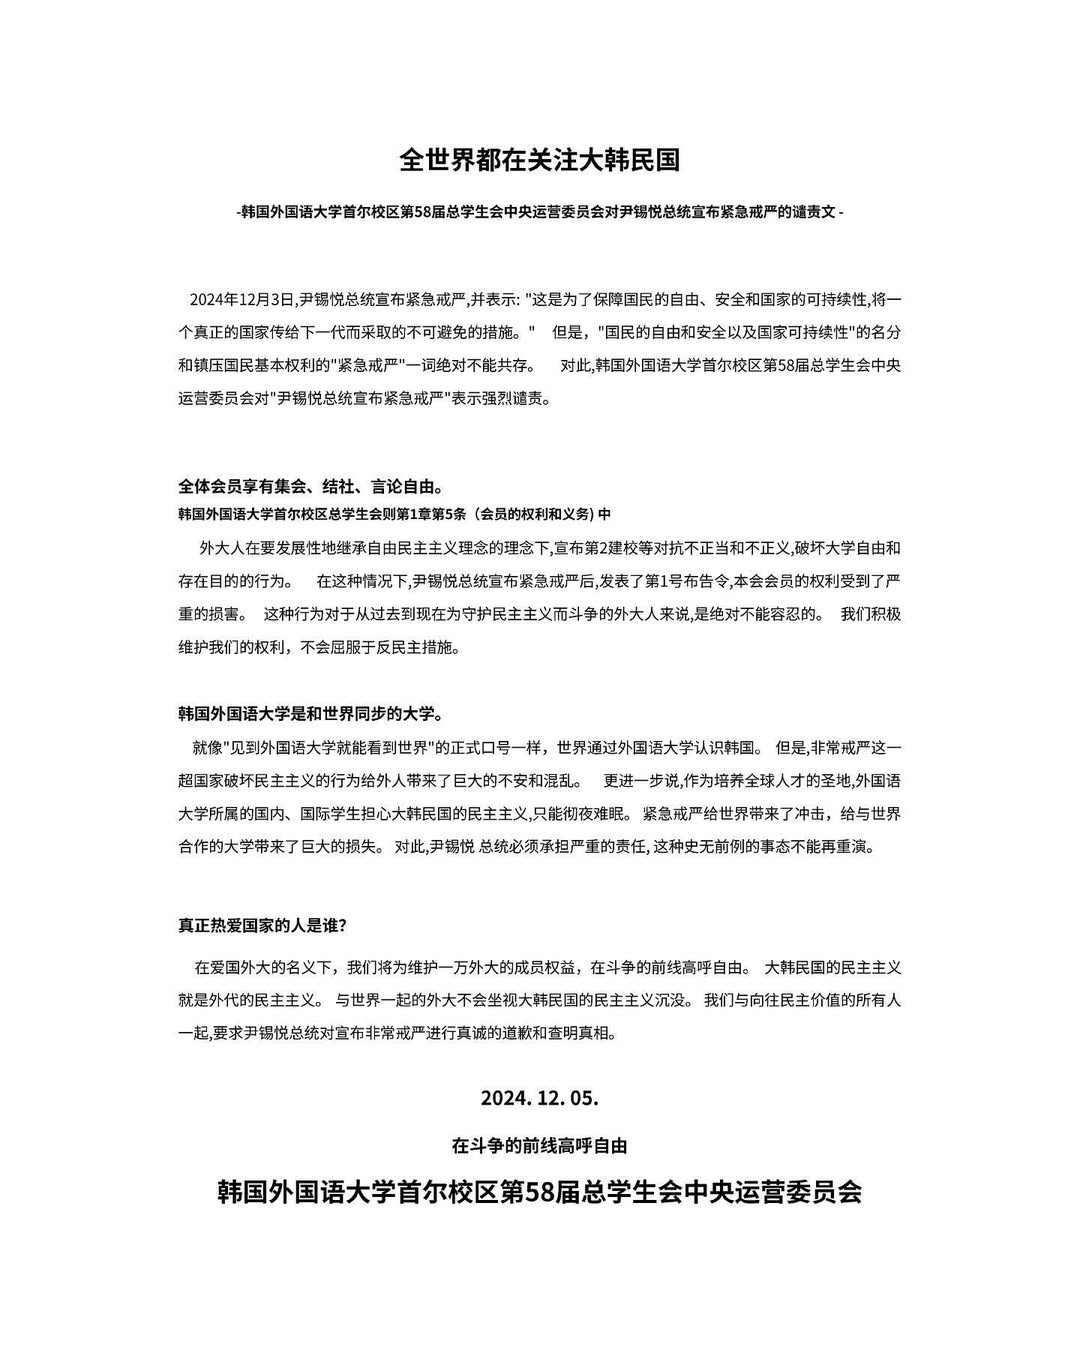 全世界都在关注大韩民国
-韩国外国语大学首尔校区第58届总学生会中央运营委员会对尹锡悦总统宣布紧急戒严的谴责文 -
2024年12月3日,尹锡悦总统宣布紧急戒严,并表示: "这是为了保障国民的自由、安全和国家的可持续性,将一
个真正的国家传给下一代而采取的不可避免的措施。" 但是，"国民的自由和安全以及国家可持续性"的名分
和镇压国民基本权利的"紧急戒严"一词绝对不能共存。 对此,韩国外国语大学首尔校区第58届总学生会中央
运营委员会对"尹锡悦总统宣布紧急戒严"表示强烈谴责。
全体会员享有集会、结社、言论自由。
韩国外国语大学首尔校区总学生会则第1章第5条（会员的权利和义务) 中
外大人在要发展性地继承自由民主主义理念的理念下,宣布第2建校等对抗不正当和不正义,破坏大学自由和
存在目的的行为。 在这种情况下,尹锡悦总统宣布紧急戒严后,发表了第1号布告令,本会会员的权利受到了严
重的损害。 这种行为对于从过去到现在为守护民主主义而斗争的外大人来说,是绝对不能容忍的。 我们积极
维护我们的权利，不会屈服于反民主措施。
韩国外国语大学是和世界同步的大学。
就像"见到外国语大学就能看到世界"的正式口号一样，世界通过外国语大学认识韩国。 但是,非常戒严这一
超国家破坏民主主义的行为给外人带来了巨大的不安和混乱。 更进一步说,作为培养全球人才的圣地,外国语
大学所属的国内、国际学生担心大韩民国的民主主义,只能彻夜难眠。 紧急戒严给世界带来了冲击，给与世界
合作的大学带来了巨大的损失。 对此,尹锡悦 总统必须承担严重的责任, 这种史无前例的事态不能再重演。
真正热爱国家的人是谁?
在爱国外大的名义下，我们将为维护一万外大的成员权益，在斗争的前线高呼自由。 大韩民国的民主主义
就是外代的民主主义。 与世界一起的外大不会坐视大韩民国的民主主义沉没。 我们与向往民主价值的所有人
一起,要求尹锡悦总统对宣布非常戒严进行真诚的道歉和查明真相。
2024. 12. 05.
在斗争的前线高呼自由
韩国外国语大学首尔校区第58届总学生会中央运营委员会